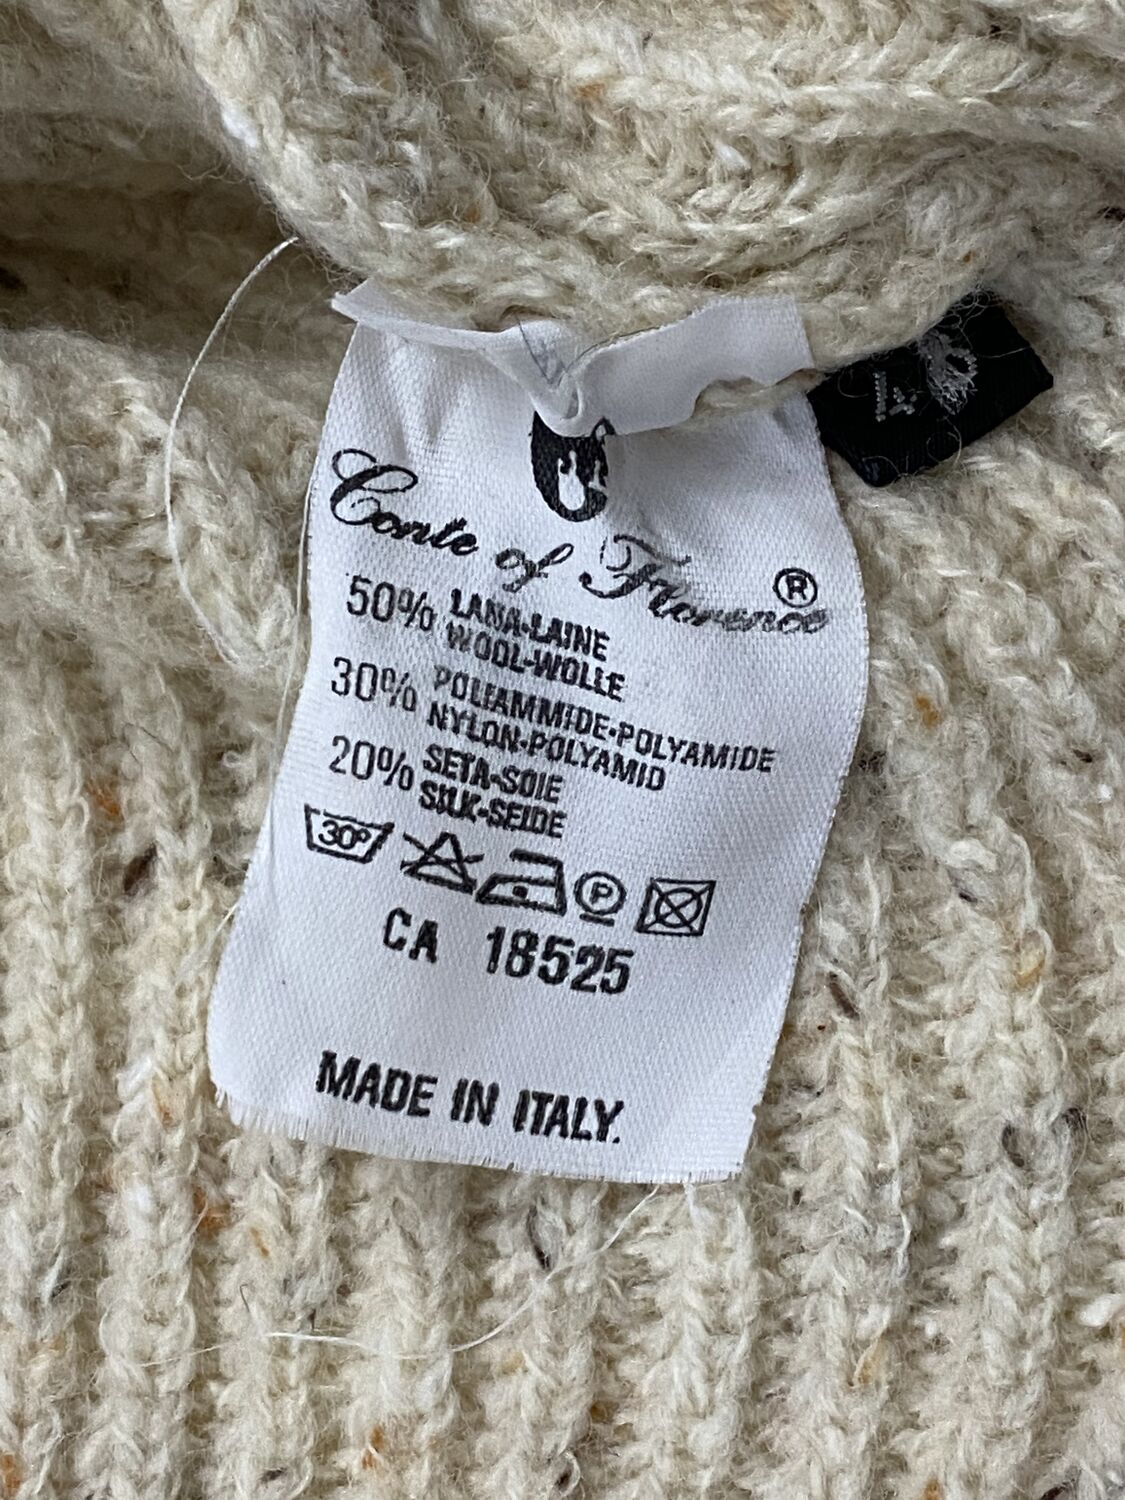 Conte of Florence ®
50% LANA-LAINE
WOOL-WOLLE
30% POLIAMMIDE-POLYAMIDE
NYLON-POLYAMID
20% SETA-SOIE
SILK-SEIDE
30° P
CA 18525
MADE IN ITALY.